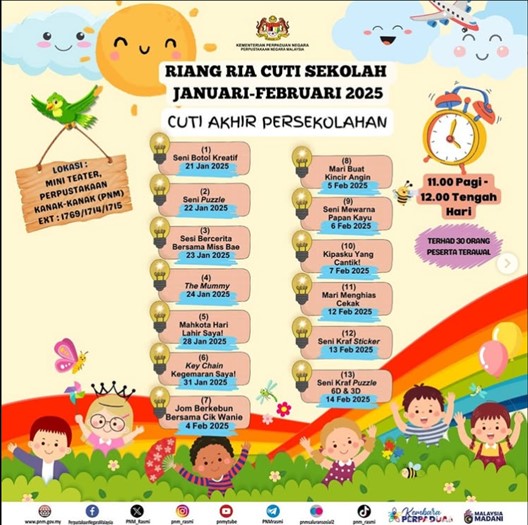 KEMENTERIAN PERPADUAN NEGARA
PERPUSTAKAAN NEGARA MALAYSIA
RIANG RIA CUTI SEKOLAH
JANUARI-FEBRUARI 2025
CUTI AKHIR PERSEKOLAHAN
LOKASI :
MINI TEATER,
PERPUSTAKAAN
KANAK-KANAK (PNM)
EXT : 1769/1714/1715
(1)
Seni Botol Kreatif
21 Jan 2025
(2)
Seni Puzzle
22 Jan 2025
(3)
Sesi Bercerita
Bersama Miss Bae
23 Jan 2025
(4)
The Mummy
24 Jan 2025
(5)
Mahkota Hari
Lahir Saya!
28 Jan 2025
(6)
Key Chain
Kegemaran Saya!
31 Jan 2025
(7)
Jom Berkebun
Bersama Cik Wanie
4 Feb 2025
(8)
Mari Buat
Kincir Angin
5 Feb 2025
(9)
Seni Mewarna
Papan Kayu
6 Feb 2025
(10)
Kipasku Yang
Cantik!
7 Feb 2025
(11)
Mari Menghias
Cekak
12 Feb 2025
(12)
Seni Kraf Sticker
13 Feb 2025
(13)
Seni Kraf Puzzle
6D & 3D
14 Feb 2025
11.00 Pagi -
12.00 Tengah
Hari
TERHAD 30 ORANG
PESERTA TERAWAL
www.pnm.gov.my
PerpustakaanNegaraMalaysia
PNM_Rasmi
pnm_rasmi
pnmytube
PNMrasmi
pnm_rasmi
Kembara
PERPADUAN
MALAYSIA
MADANI